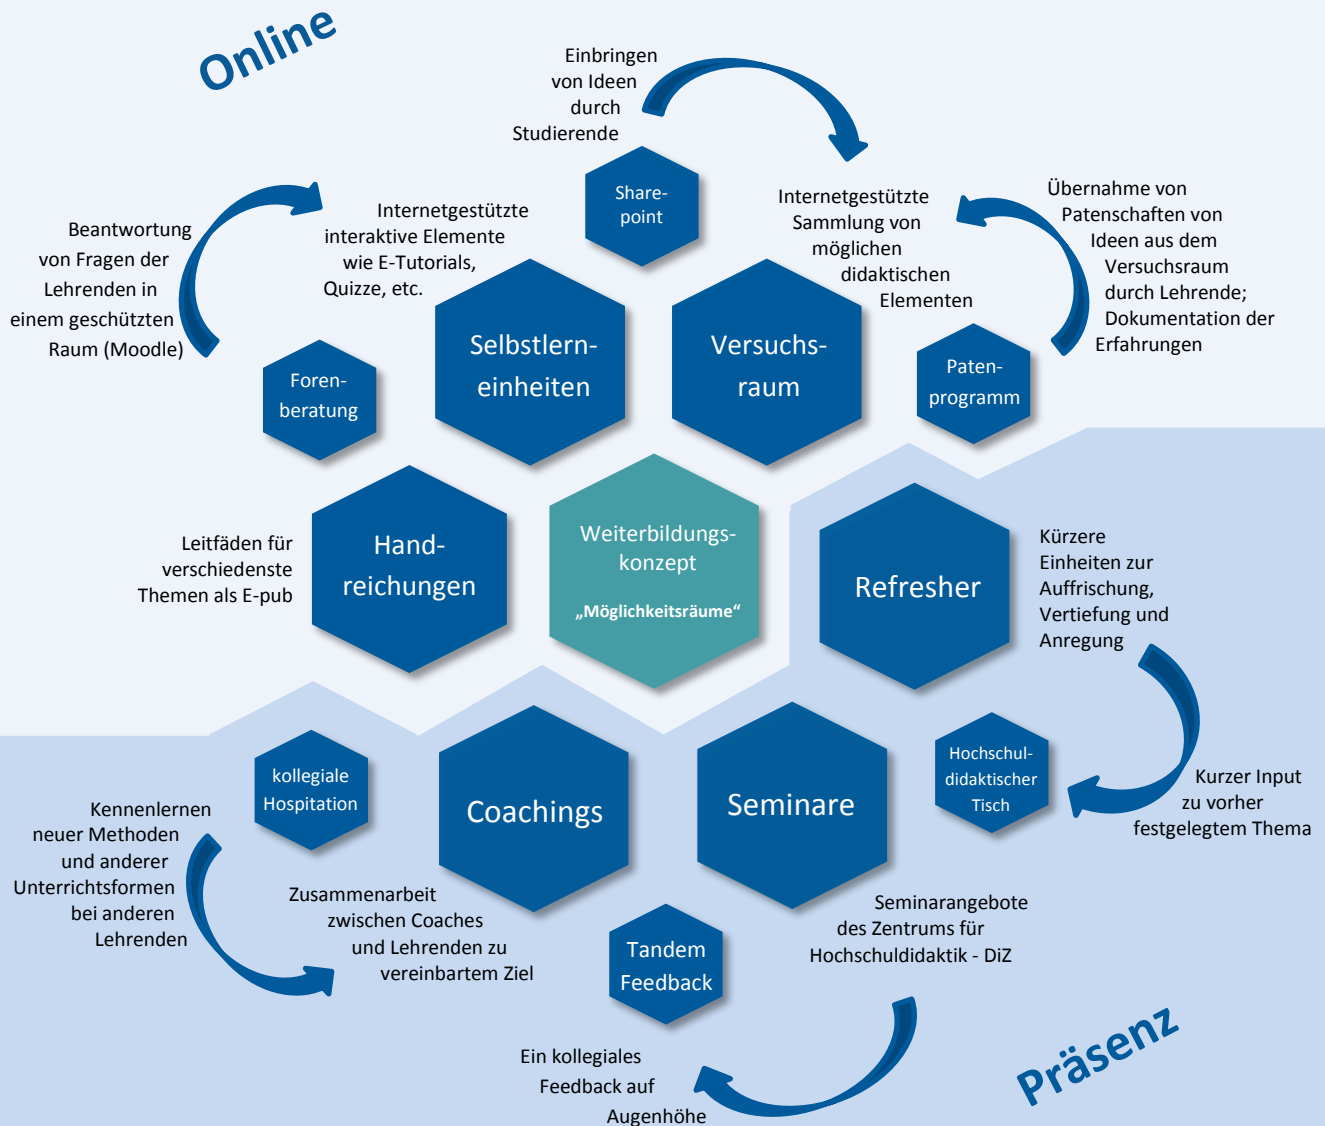 Online
Einbringen
von Ideen
durch
Studierende
Share-
point
Beantwortung
von Fragen der
Lehrenden in
einem geschützten
Raum (Moodle)
Internetgestützte
interaktive Elemente
wie E-Tutorials,
Quizze, etc.
Internetgestützte
Sammlung von
möglichen
didaktischen
Elementen
Übernahme von
Patenschaften von
Ideen aus dem
Versuchsraum
durch Lehrende;
Dokumentation der
Erfahrungen
Foren-
beratung
Selbstlern-
einheiten
Versuchs-
raum
Paten-
programm
Leitfäden für
verschiedenste
Themen als E-pub
Hand-
reichungen
Weiterbildungs-
konzept
„Möglichkeitsräume“
Refresher
Kürzere
Einheiten zur
Auffrischung,
Vertiefung und
Anregung
kollegiale
Hospitation
Coachings
Seminare
Hochschul-
didaktischer
Tisch
Kurzer Input
zu vorher
festgelegtem Thema
Kennenlernen
neuer Methoden
und anderer
Unterrichtsformen
bei anderen
Lehrenden
Zusammenarbeit
zwischen Coaches
und Lehrenden zu
vereinbartem Ziel
Tandem
Feedback
Seminarangebote
des Zentrums für
Hochschuldidaktik - DiZ
Ein kollegiales
Feedback auf
Augenhöhe
Präsenz